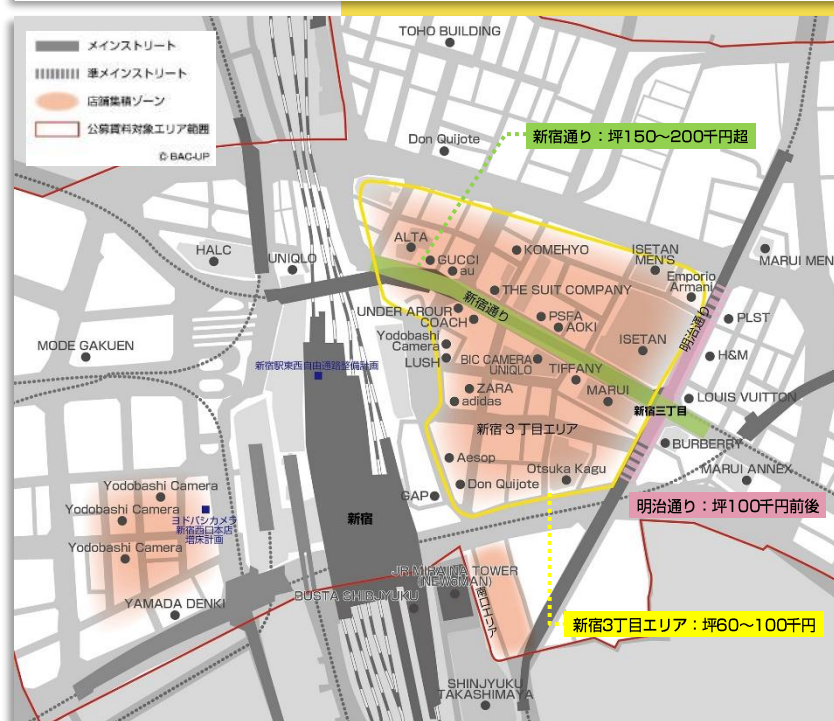 メインストリート
準メインストリート
店舗集積ゾーン
公募賃料対象エリア範囲
© BAC-UP
TOHO BUILDING
Don Quijote
新宿通り：坪150～200千円超
HALC
UNIQLO
ALTA
GUCCI
au
KOMEHYO
ISETAN
MEN'S
Emporio
Armani
MARUI MEN
THE SUIT COMPANY
新宿通り
UNDER AROUR
COACH
PSFA
AOKI
明治通り
PLST
Yodobashi
Camera
LUSH
BIC CAMERA
UNIQLO
ISETAN
H&M
MODE GAKUEN
新宿駅東西自由通路整備計画
TIFFANY
ZARA
adidas
MARUI
LOUIS VUITTON
新宿三丁目
新宿３丁目エリア
BURBERRY
Aesop
Otsuka Kagu
MARUI ANNEX
Don Quijote
GAP
Yodobashi Camera
Yodobashi Camera
ヨドバシカメラ
新宿西口本店
増床計画
Yodobashi Camera
新宿
明治通り：坪100千円前後
JR MIRAINA TOWER
(NEWOMAN)
BUSTA SHINJYUKU
YAMADA DENKI
南口エリア
新宿3丁目エリア：坪60～100千円
SHINJYUKU
TAKASHIMAYA